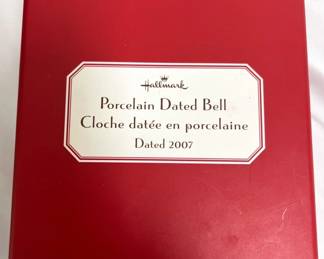 Hallmark
Porcelain Dated Bell
Cloche datée en porcelaine
Dated 2007